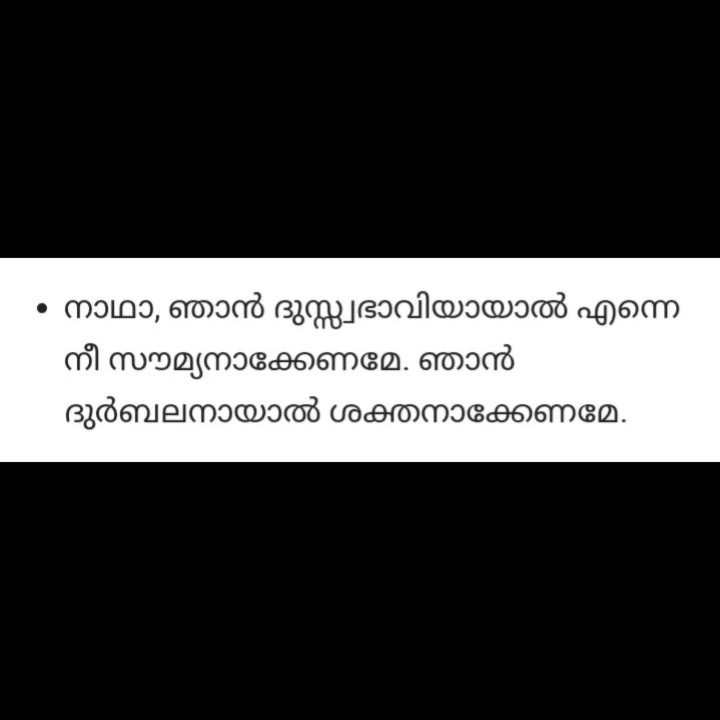 • നാഥാ, ഞാൻ ദുസ്സ്വഭാവിയായാൽ എന്നെ
നീ സൗമ്യനാക്കേണമേ. ഞാൻ
ദുർബലനായാൽ ശക്തനാക്കേണമേ.